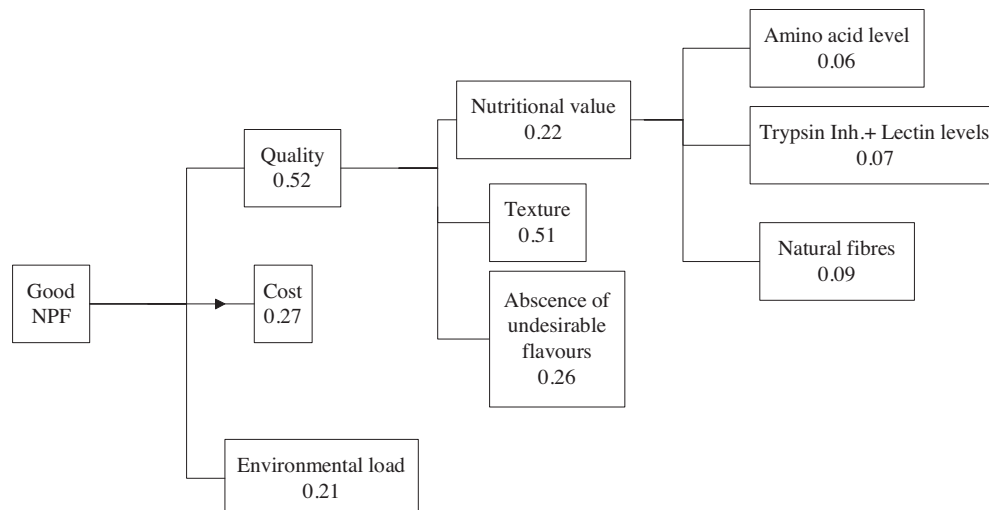 Good
NPF
Quality
0.52
Cost
0.27
Environmental load
0.21
Nutritional value
0.22
Texture
0.51
Abscence of
undesirable
flavours
0.26
Amino acid level
0.06
Trypsin Inh.+ Lectin levels
0.07
Natural fibres
0.09